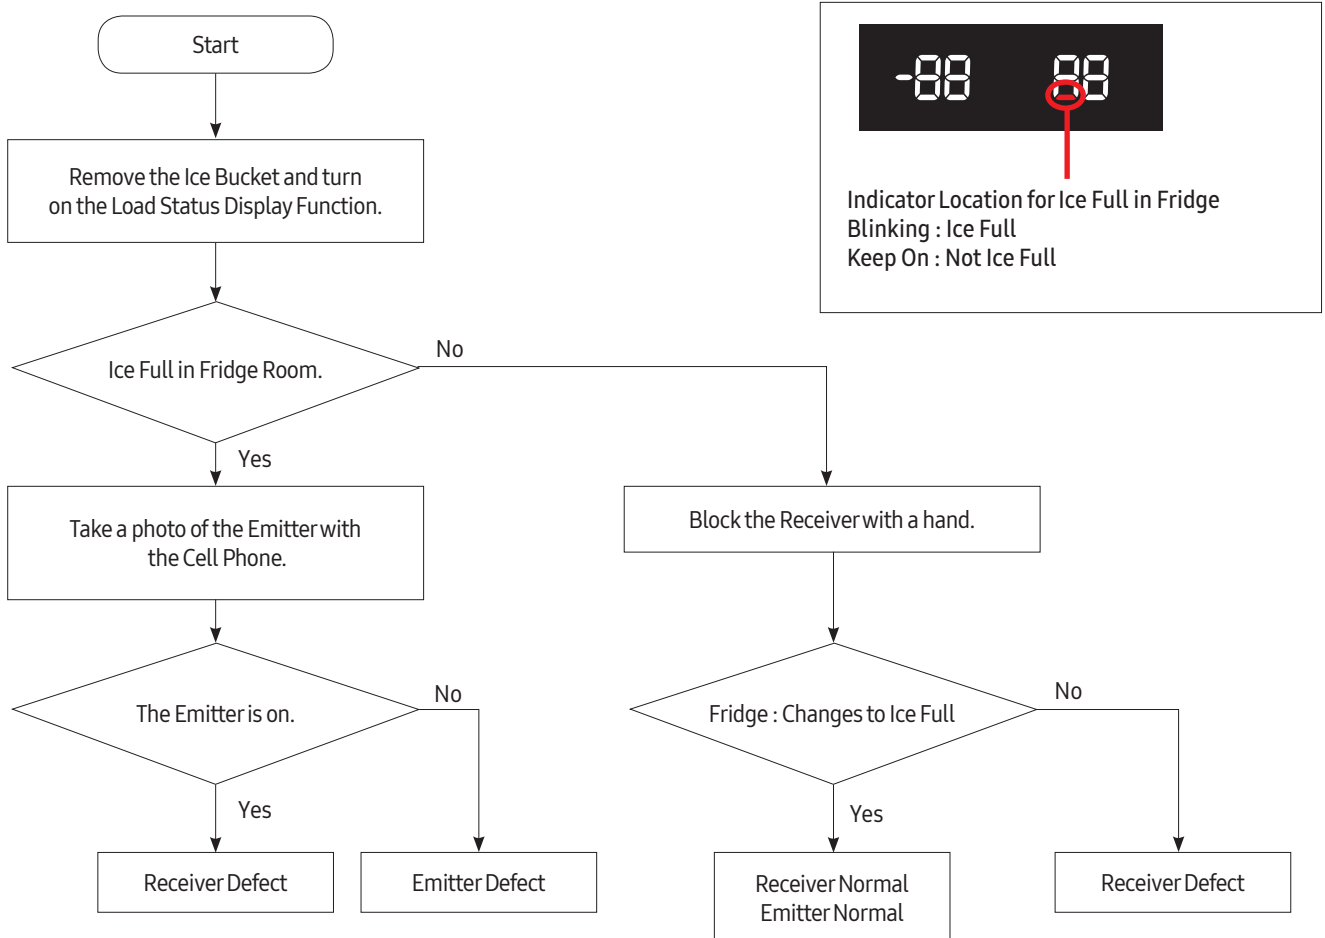 Start
-88 88
Remove the Ice Bucket and turn
on the Load Status Display Function.
Indicator Location for Ice Full in Fridge
Blinking : Ice Full
Keep On : Not Ice Full
Ice Full in Fridge Room.
No
Yes
Take a photo of the Emitter with
the Cell Phone.
Block the Receiver with a hand.
The Emitter is on.
No
Yes
Fridge : Changes to Ice Full
No
Yes
Receiver Defect
Emitter Defect
Receiver Normal
Emitter Normal
Receiver Defect